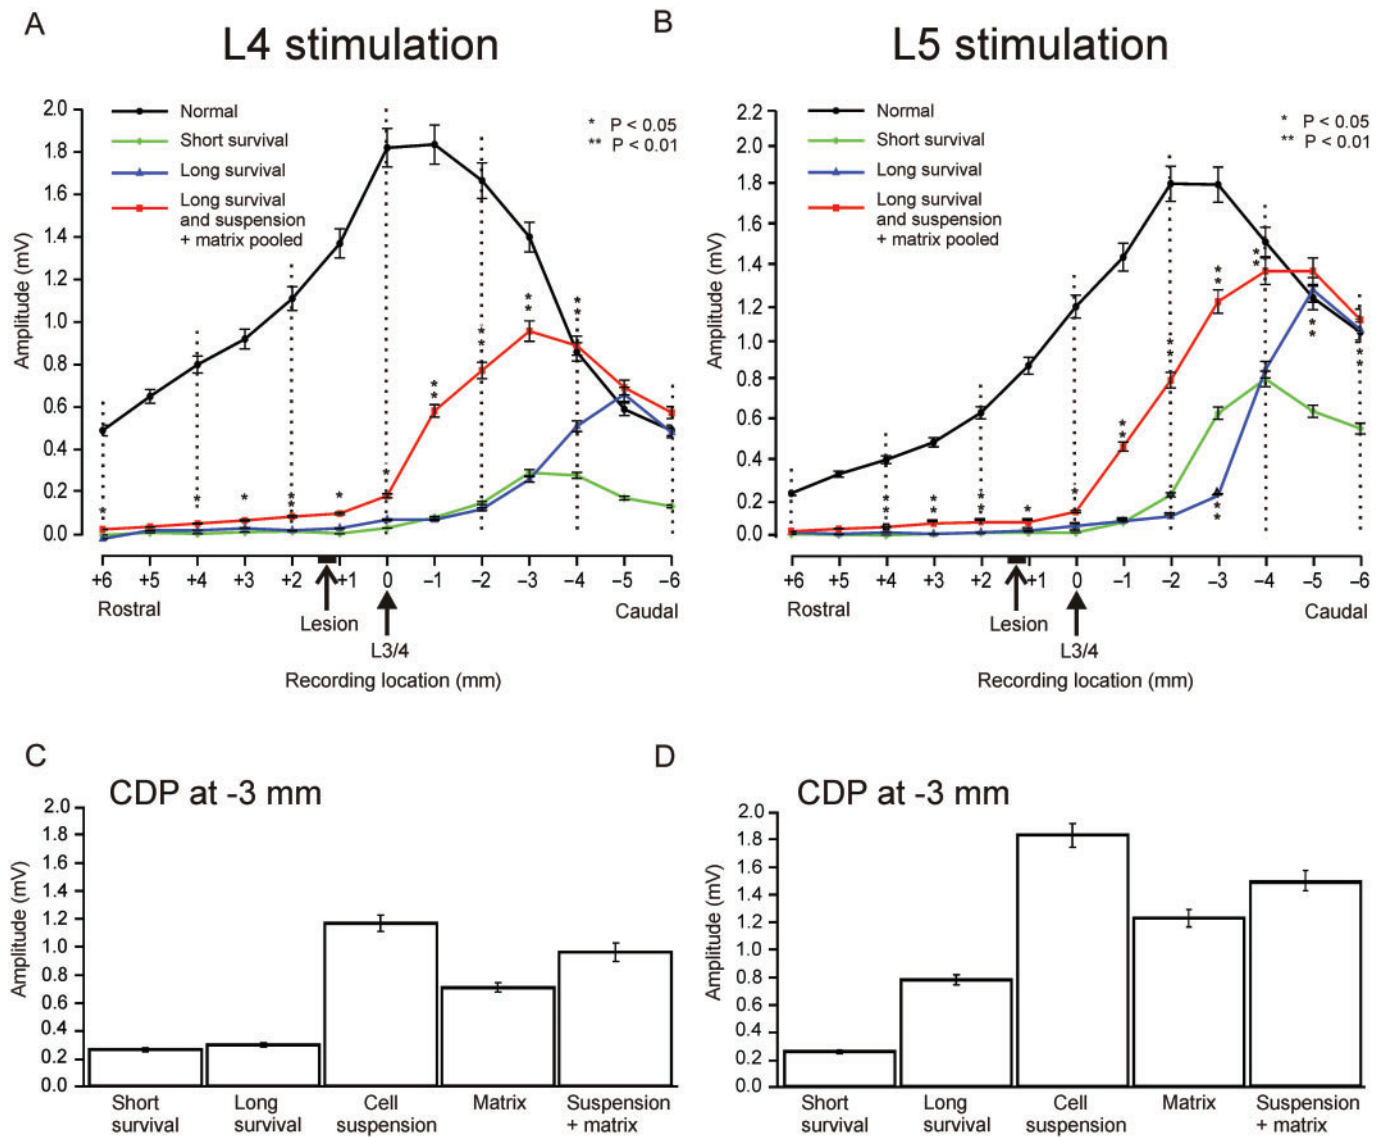 A
L4 stimulation
Normal
Short survival
Long survival
Long survival
and suspension
+ matrix pooled
* P < 0.05
** P < 0.01
Amplitude (mV)
2.0
1.8
1.6
1.4
1.2
1.0
0.8
0.6
0.4
0.2
0.0
* * * ** * * ** ** ** **
+6 +5 +4 +3 +2 +1 0 −1 −2 −3 −4 −5 −6
Rostral Caudal
Lesion
L3/4
Recording location (mm)
B
L5 stimulation
Normal
Short survival
Long survival
Long survival
and suspension
+ matrix pooled
* P < 0.05
** P < 0.01
Amplitude (mV)
2.2
2.0
1.8
1.6
1.4
1.2
1.0
0.8
0.6
0.4
0.2
0.0
** ** ** * * ** ** ** ** ** ** **
+6 +5 +4 +3 +2 +1 0 −1 −2 −3 −4 −5 −6
Rostral Caudal
Lesion
L3/4
Recording location (mm)
C
CDP at -3 mm
Amplitude (mV)
2.0
1.8
1.6
1.4
1.2
1.0
0.8
0.6
0.4
0.2
0.0
Short Long Cell Matrix Suspension
survival survival suspension + matrix
D
CDP at -3 mm
Amplitude (mV)
2.0
1.8
1.6
1.4
1.2
1.0
0.8
0.6
0.4
0.2
0.0
Short Long Cell Matrix Suspension
survival survival suspension + matrix